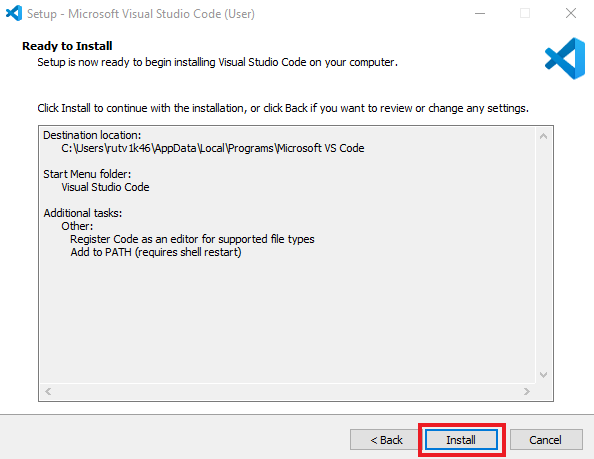 Setup - Microsoft Visual Studio Code (User)
Ready to Install
Setup is now ready to begin installing Visual Studio Code on your computer.
Click Install to continue with the installation, or click Back if you want to review or change any settings.
Destination location:
C:\Users\rutv1k46\AppData\Local\Programs\Microsoft VS Code
Start Menu folder:
Visual Studio Code
Additional tasks:
Other:
Register Code as an editor for supported file types
Add to PATH (requires shell restart)
< Back Install Cancel